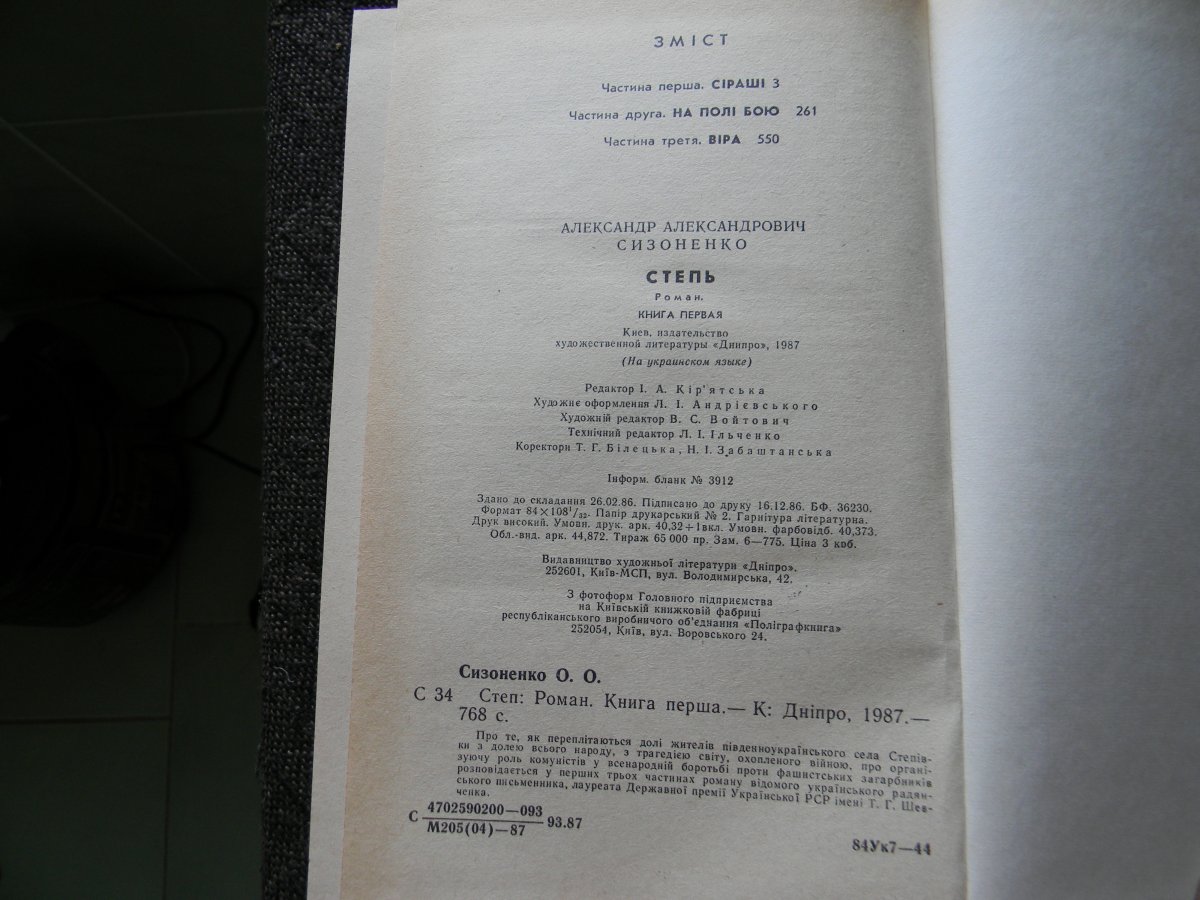 ЗМІСТ
Частина перша. СІРАШІ 3
Частина друга. НА ПОЛІ БОЮ 261
Частина третя. ВІРА 550
АЛЕКСАНДР АЛЕКСАНДРОВИЧ
СИЗОНЕНКО
СТЕПЬ
Роман.
КНИГА ПЕРВАЯ
Киев, издательство
художественной литературы «Днипро», 1987
(На украинском языке)
Редактор І. А. Кір'ятська
Художнє оформлення Л. І. Андрієвського
Художній редактор В. С. Войтович
Технічний редактор Л. І. Ільченко
Коректори Т. Г. Білецька, Н. І. Забаштанська
Інформ. бланк № 3912
Здано до складання 26.02.86. Підписано до друку 16.12.86. БФ. 36230.
Формат 84×108¹/₃₂. Папір друкарський № 2. Гарнітура літературна.
Друк високий. Умовн. друк. арк. 40,32+1вкл. Умовн. фарбовідб. 40,373.
Обл.-вид. арк. 44,872. Тираж 65 000 пр. Зам. 6—775. Ціна 3 крб.
Видавництво художньої літератури «Дніпро».
252601, Київ-МСП, вул. Володимирська, 42.
З фотоформ Головного підприємства
на Київській книжковій фабриці
республіканського виробничого об'єднання «Поліграфкнига»
252054, Київ, вул. Воровського 24.
Сизоненко О. О.
С 34 Степ: Роман. Книга перша.— К: Дніпро, 1987.—
768 с.
Про те, як переплітаються долі жителів південноукраїнського села Степів-
ки з долею всього народу, з трагедією світу, охопленого війною, про органі-
зуючу роль комуністів у всенародній боротьбі проти фашистських загарбників
розповідається у перших трьох частинах роману відомого українського радян-
ського письменника, лауреата Державної премії Української РСР імені Т. Г. Шев-
ченка.
С 4702590200—093
М205(04)—87 93.87
84Ук7—44